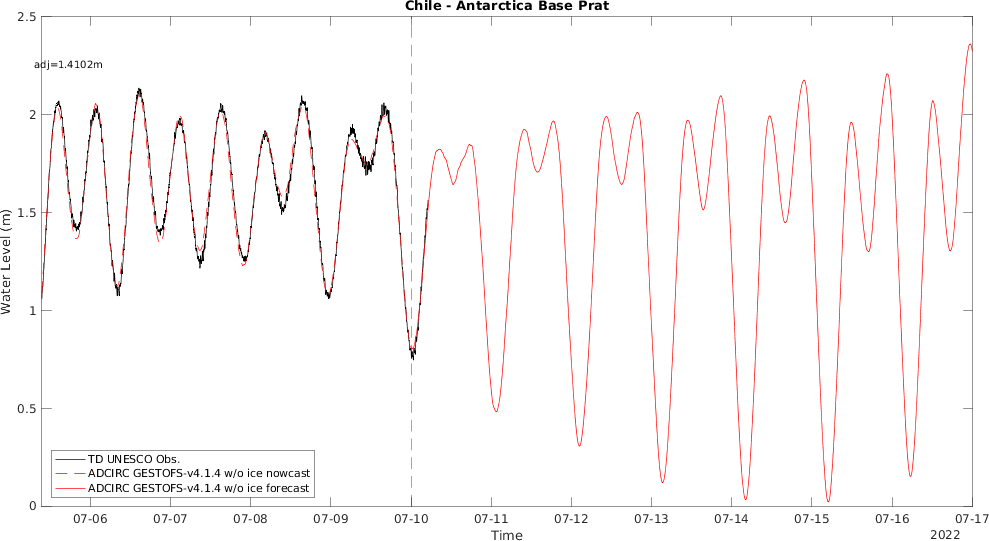 Chile - Antarctica Base Prat
2.5
adj=1.4102m
2
1.5
Water Level (m)
1
0.5
TD UNESCO Obs.
ADCIRC GESTOFS-v4.1.4 w/o ice nowcast
ADCIRC GESTOFS-v4.1.4 w/o ice forecast
0
07-06 07-07 07-08 07-09 07-10 07-11 07-12 07-13 07-14 07-15 07-16 07-17
Time
2022